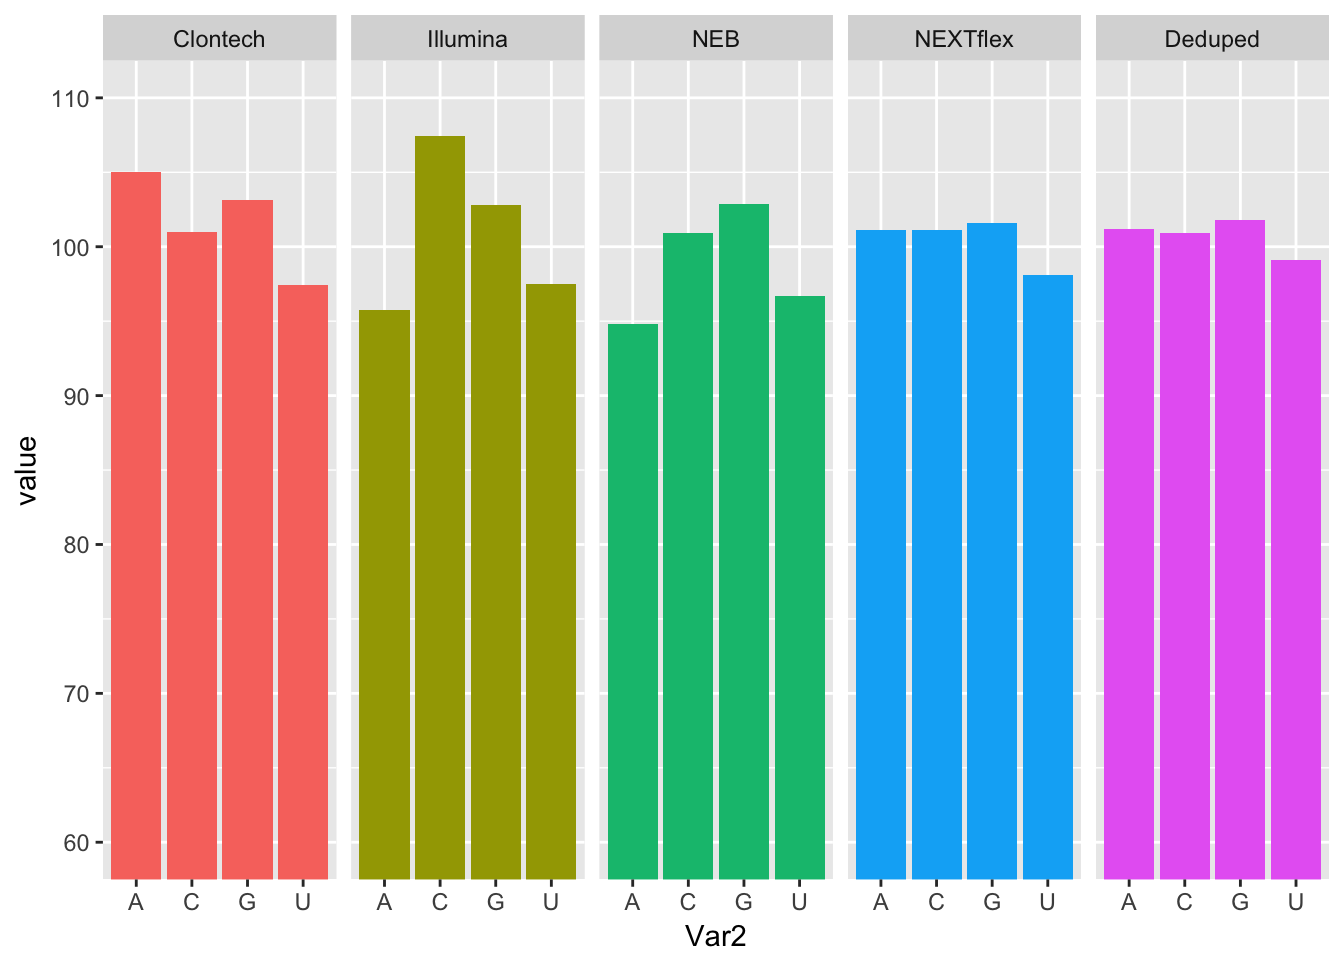 Clontech Illumina NEB NEXTflex Deduped
110
100
90
80
70
60
value
A C G U A C G U A C G U A C G U A C G U
Var2